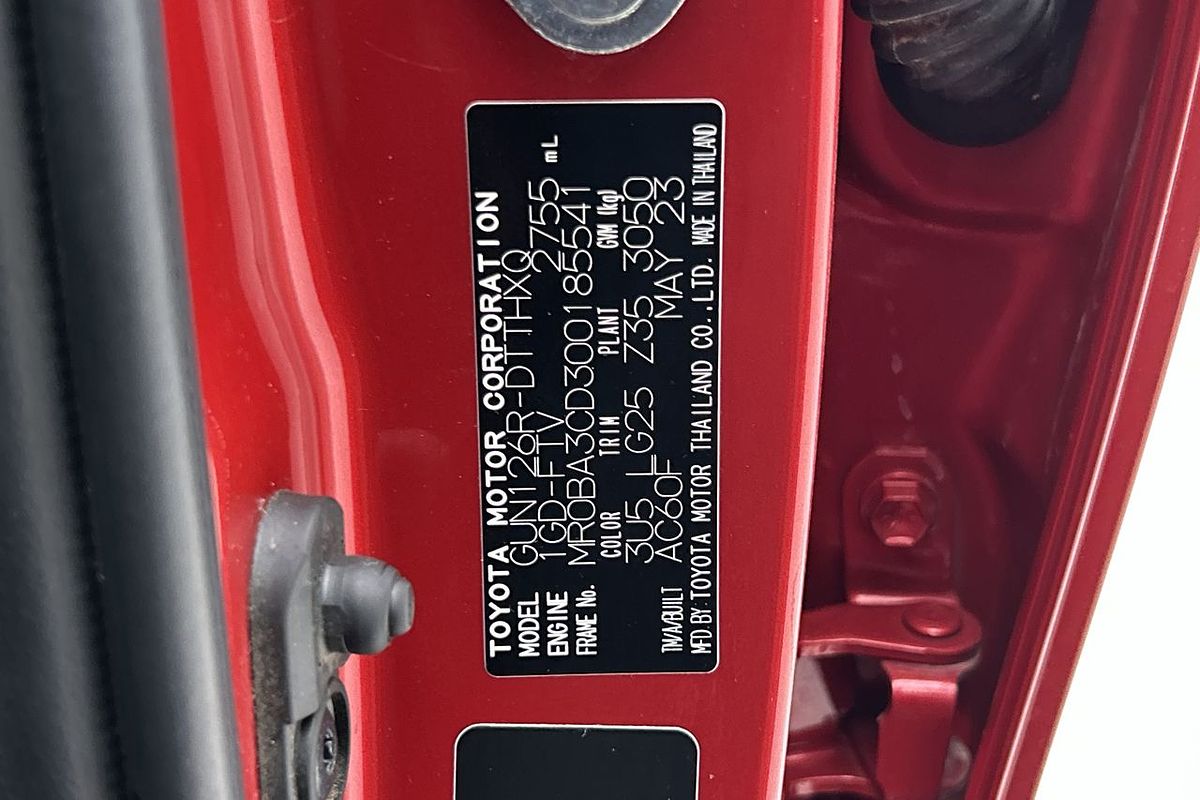 TOYOTA MOTOR CORPORATION
MODEL GUN126R-DTTHXQ
ENGINE 1GD-FTV 2755 mL
FRAME No. MR0BA3CD300185541
COLOR TRIM PLANT GVM (kg)
3U5 LG25 Z35 3050
TM/A/BUILT AC60F MAY 23
MFD. BY:TOYOTA MOTOR THAILAND CO.,LTD. MADE IN THAILAND